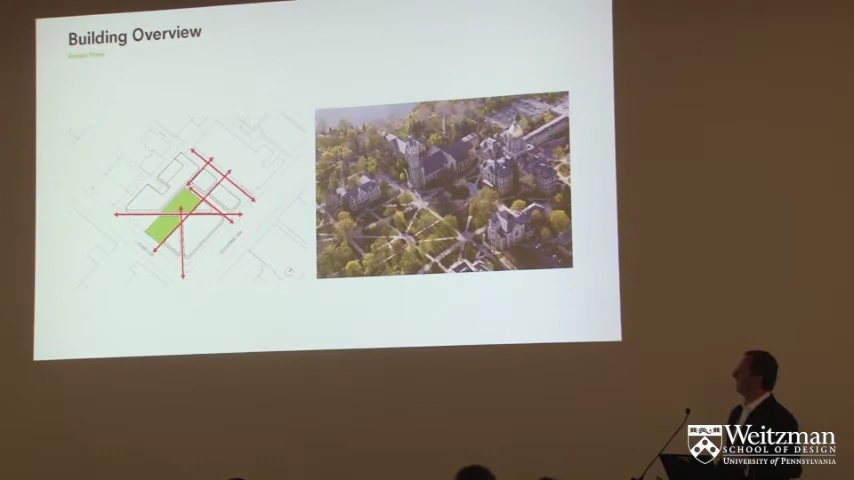 Building Overview
Weitzman
SCHOOL OF DESIGN
UNIVERSITY of PENNSYLVANIA